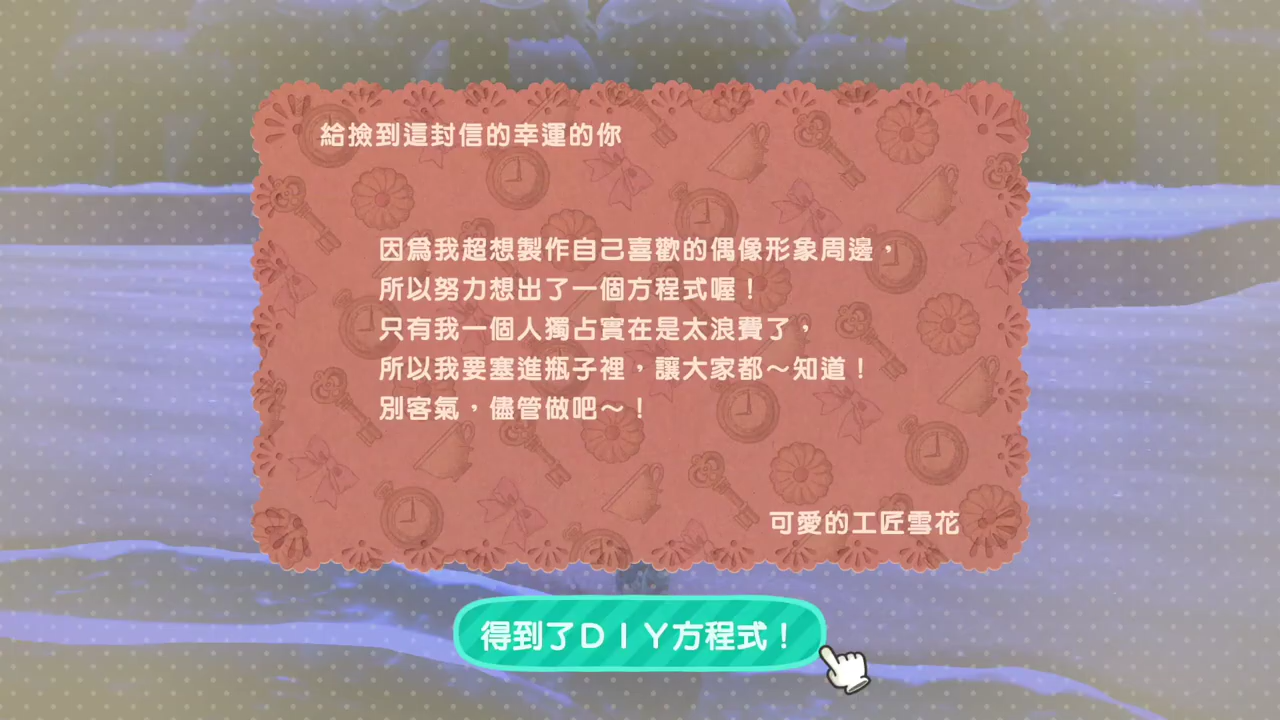 給撿到這封信的幸運的你
因為我超想製作自己喜歡的偶像形象周邊，
所以努力想出了一個方程式喔！
只有我一個人獨占實在是太浪費了，
所以我要塞進瓶子裡，讓大家都～知道！
別客氣，儘管做吧～！
可愛的工匠雪花
得到了ＤＩＹ方程式！